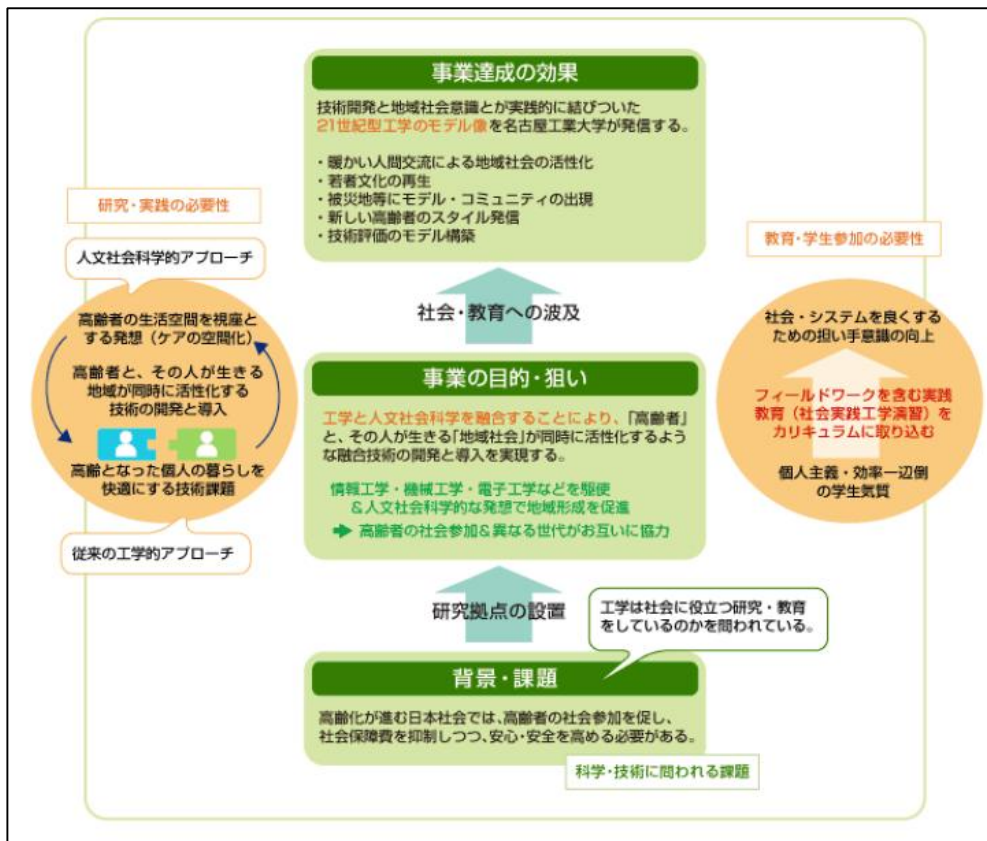 事業達成の効果
技術開発と地域社会意識とが実践的に結びついた
21世紀型工学のモデル像を名古屋工業大学が発信する。
・暖かい人間交流による地域社会の活性化
・若者文化の再生
・被災地等にモデル・コミュニティの出現
・新しい高齢者のスタイル発信
・技術評価のモデル構築
研究・実践の必要性
人文社会科学的アプローチ
高齢者の生活空間を視座と
する発想（ケアの空間化）
高齢者と、その人が生きる
地域が同時に活性化する
技術の開発と導入
高齢となった個人の暮らしを
快適にする技術課題
従来の工学的アプローチ
社会・教育への波及
事業の目的・狙い
工学と人文社会科学を融合することにより、「高齢者」
と、その人が生きる「地域社会」が同時に活性化するよう
な融合技術の開発と導入を実現する。
情報工学・機械工学・電子工学などを駆使
＆人文社会科学的な発想で地域形成を促進
高齢者の社会参加＆異なる世代がお互いに協力
教育・学生参加の必要性
社会・システムを良くする
ための担い手意識の向上
フィールドワークを含む実践
教育（社会実践工学演習）を
カリキュラムに取り込む
個人主義・効率一辺倒
の学生気質
研究拠点の設置
工学は社会に役立つ研究・教育
をしているのかを問われている。
背景・課題
高齢化が進む日本社会では、高齢者の社会参加を促し、
社会保障費を抑制しつつ、安心・安全を高める必要がある。
科学・技術に問われる課題